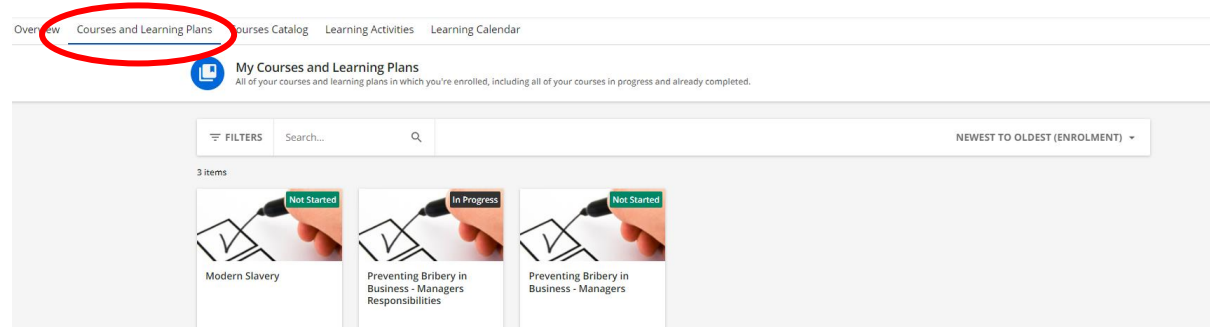 Overview Courses and Learning Plans Courses Catalog Learning Activities Learning Calendar
My Courses and Learning Plans
All of your courses and learning plans in which you're enrolled, including all of your courses in progress and already completed.
FILTERS Search... NEWEST TO OLDEST (ENROLMENT)
3 items
Not Started In Progress Not Started
Modern Slavery
Preventing Bribery in
Business - Managers
Responsibilities
Preventing Bribery in
Business - Managers